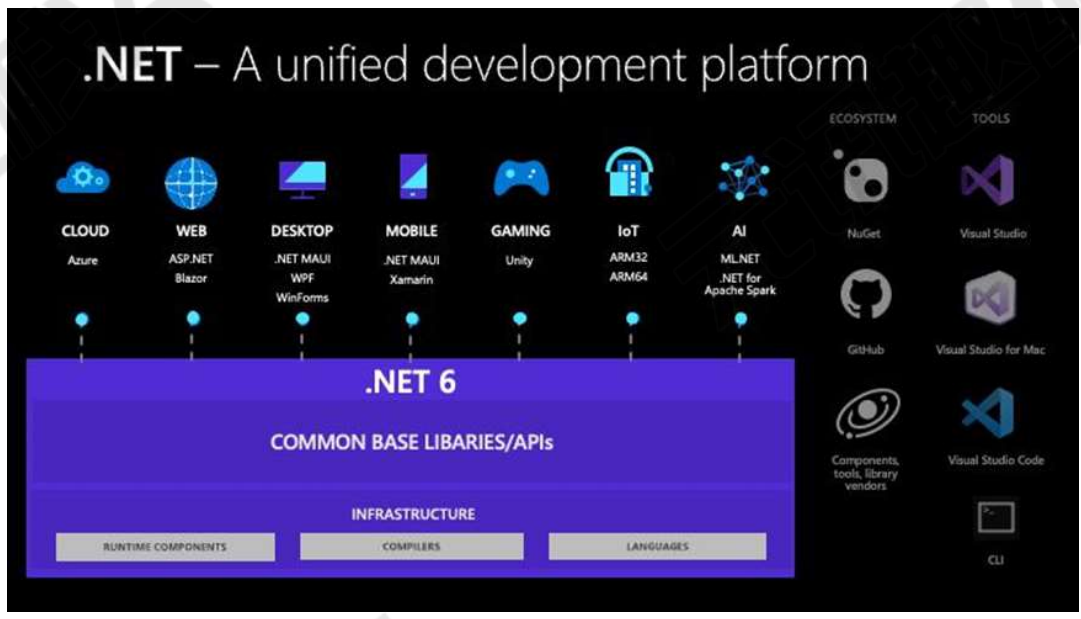 .NET – A unified development platform
ECOSYSTEM
TOOLS
CLOUD
Azure
WEB
ASP.NET
Blazor
DESKTOP
.NET MAUI
WPF
WinForms
MOBILE
.NET MAUI
Xamarin
GAMING
Unity
IoT
ARM32
ARM64
AI
ML.NET
.NET for
Apache Spark
NuGet
Visual Studio
GitHub
Visual Studio for Mac
Components,
tools, library
vendors
Visual Studio Code
CLI
.NET 6
COMMON BASE LIBARIES/APIs
INFRASTRUCTURE
RUNTIME COMPONENTS
COMPILERS
LANGUAGES